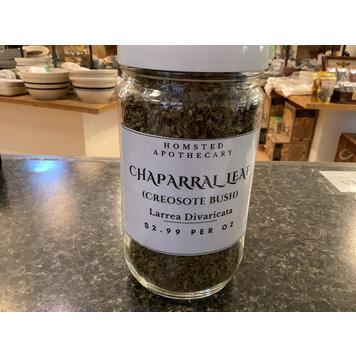 HOMSTED
APOTHECARY
CHAPARRAL LEAF
(CREOSOTE BUSH)
Larrea Divaricata
$2.99 PER OZ